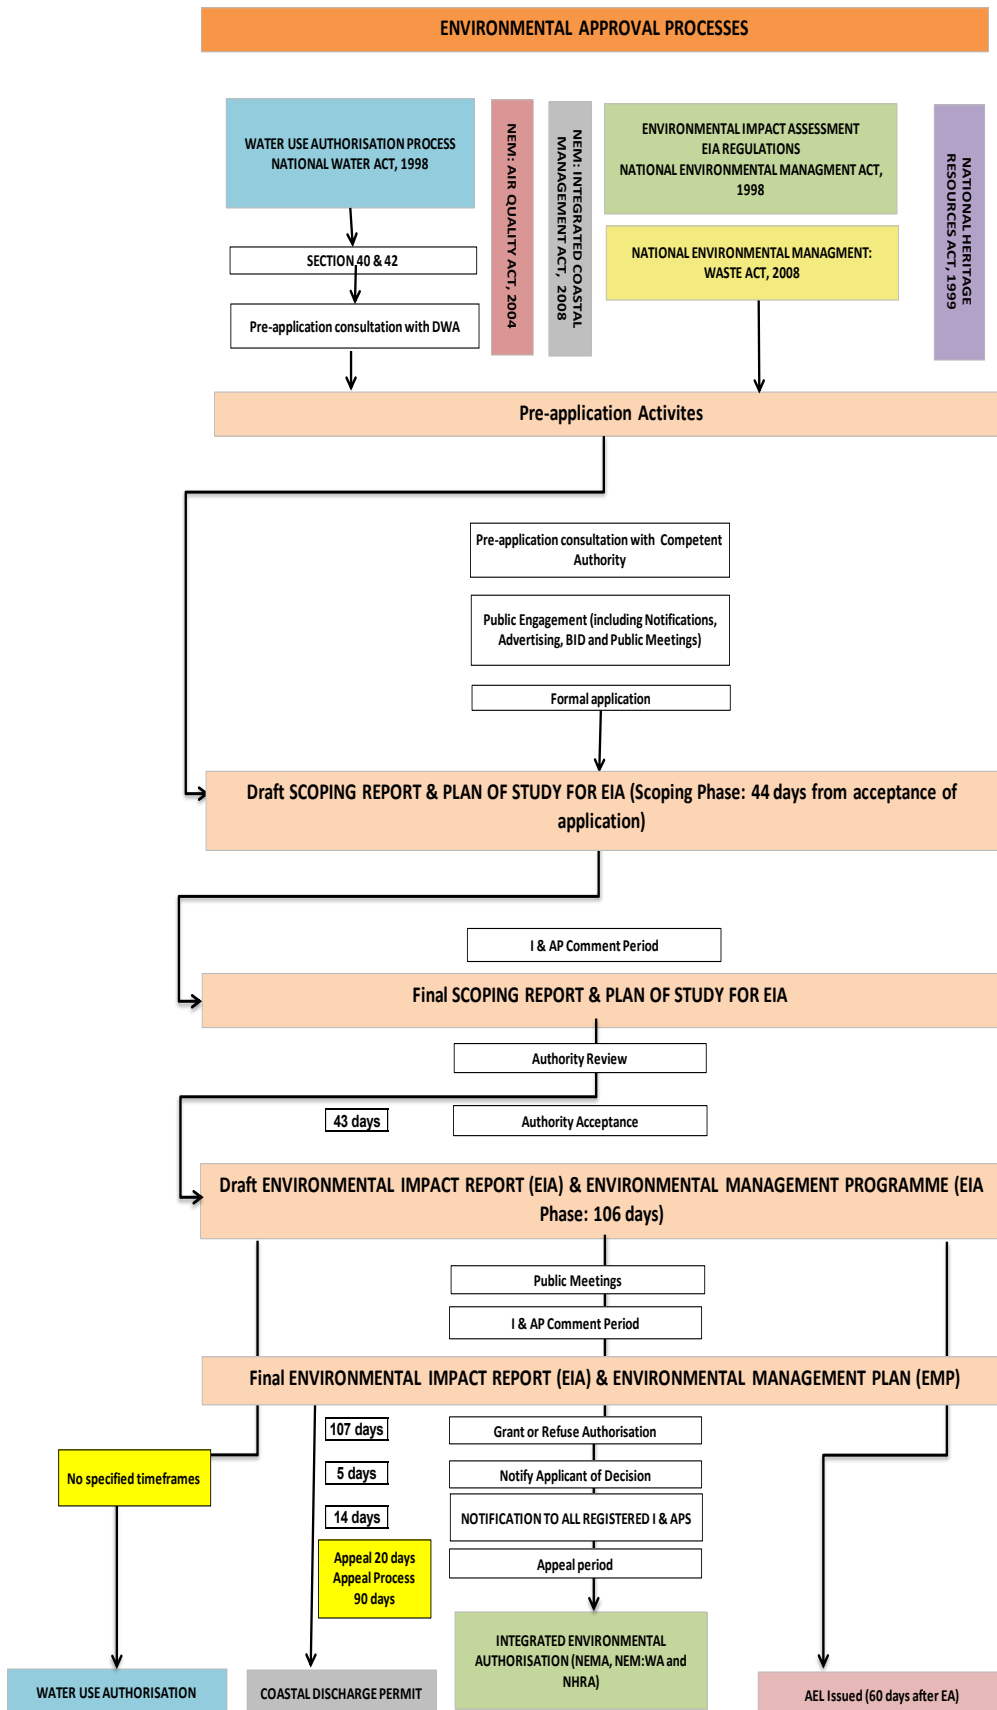 ENVIRONMENTAL APPROVAL PROCESSES
WATER USE AUTHORISATION PROCESS
NATIONAL WATER ACT, 1998
NEM: AIR QUALITY ACT, 2004
NEM: INTEGRATED COASTAL
MANAGEMENT ACT, 2008
ENVIRONMENTAL IMPACT ASSESSMENT
EIA REGULATIONS
NATIONAL ENVIRONMENTAL MANAGMENT ACT,
1998
NATIONAL HERITAGE
RESOURCES ACT, 1999
SECTION 40 & 42
NATIONAL ENVIRONMENTAL MANAGMENT:
WASTE ACT, 2008
Pre-application consultation with DWA
Pre-application Activites
Pre-application consultation with Competent
Authority
Public Engagement (including Notifications,
Advertising, BID and Public Meetings)
Formal application
Draft SCOPING REPORT & PLAN OF STUDY FOR EIA (Scoping Phase: 44 days from acceptance of
application)
I & AP Comment Period
Final SCOPING REPORT & PLAN OF STUDY FOR EIA
Authority Review
43 days
Authority Acceptance
Draft ENVIRONMENTAL IMPACT REPORT (EIA) & ENVIRONMENTAL MANAGEMENT PROGRAMME (EIA
Phase: 106 days)
Public Meetings
I & AP Comment Period
Final ENVIRONMENTAL IMPACT REPORT (EIA) & ENVIRONMENTAL MANAGEMENT PLAN (EMP)
107 days
Grant or Refuse Authorisation
No specified timeframes
5 days
Notify Applicant of Decision
14 days
NOTIFICATION TO ALL REGISTERED I & APS
Appeal 20 days
Appeal Process
90 days
Appeal period
INTEGRATED ENVIRONMENTAL
AUTHORISATION (NEMA, NEM:WA and
NHRA)
WATER USE AUTHORISATION
COASTAL DISCHARGE PERMIT
AEL Issued (60 days after EA)